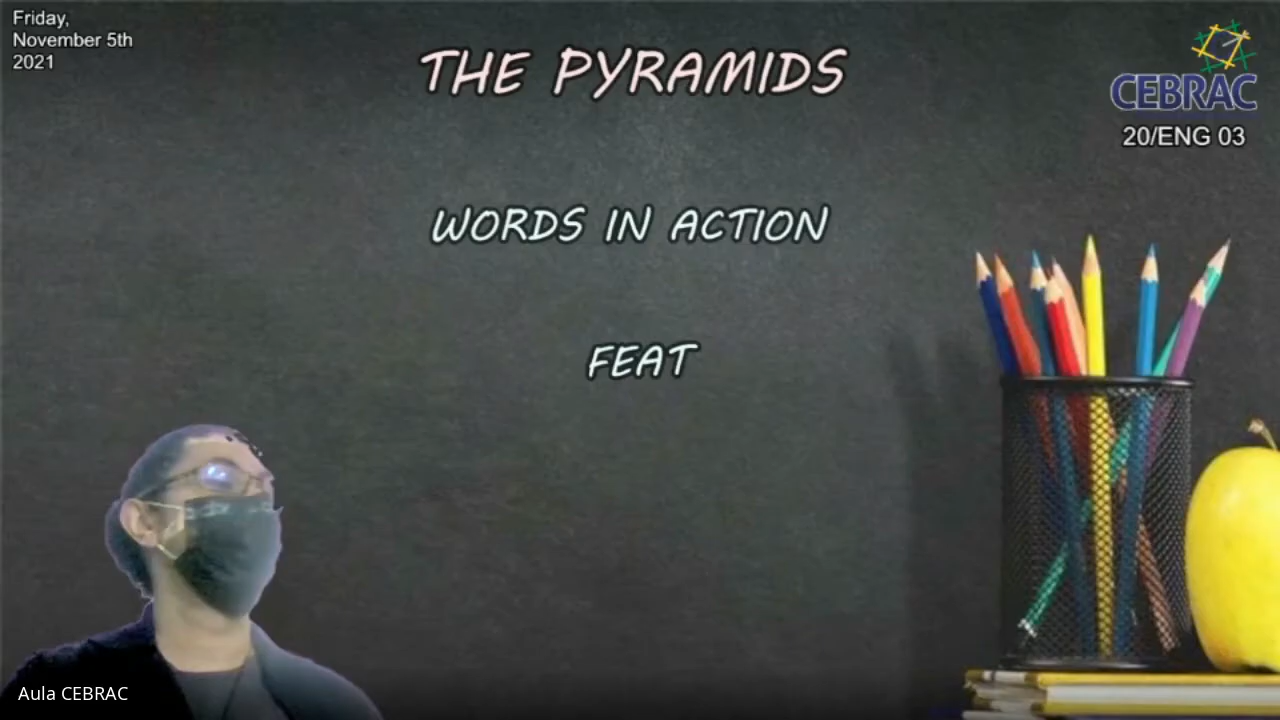 Friday,
November 5th
2021
THE PYRAMIDS
CEBRAC
20/ENG 03
WORDS IN ACTION
FEAT
Aula CEBRAC